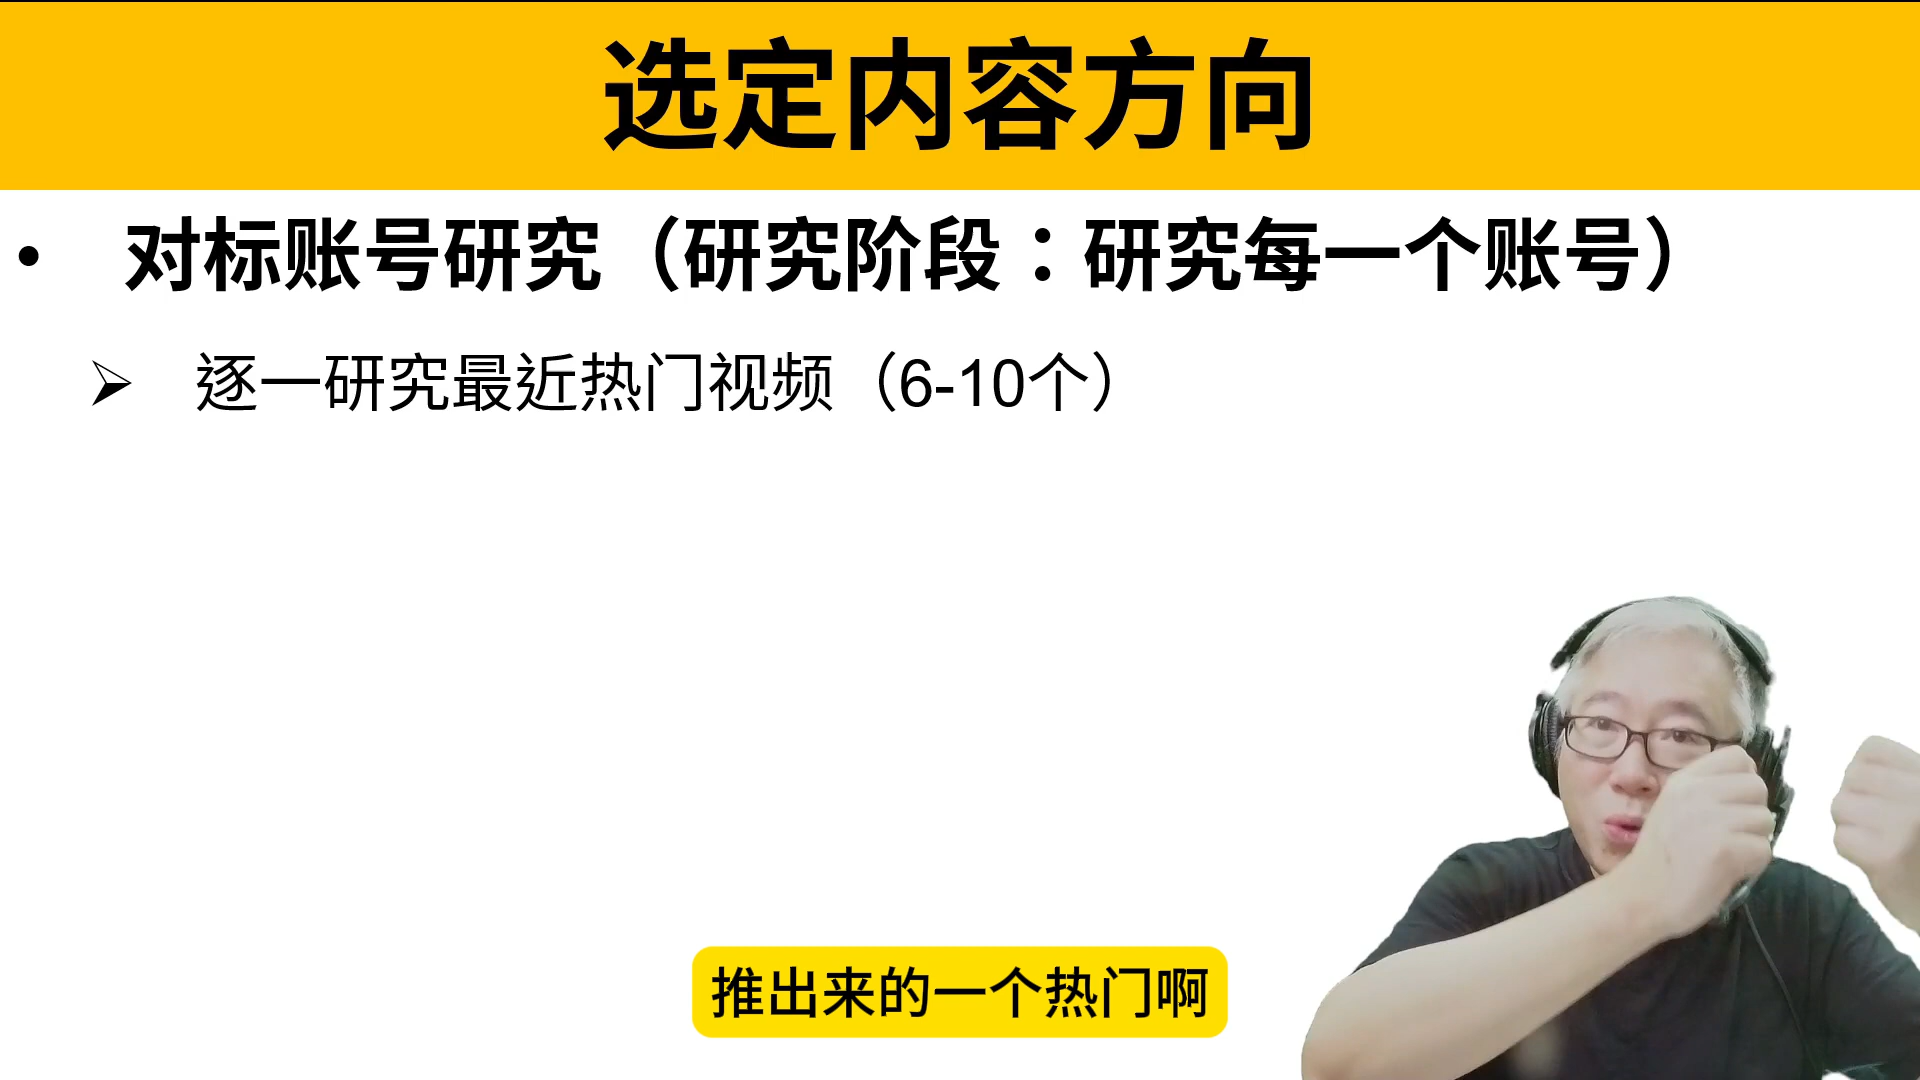 选定内容方向
• 对标账号研究（研究阶段：研究每一个账号）
➢ 逐一研究最近热门视频（6-10个）
推出来的一个热门啊